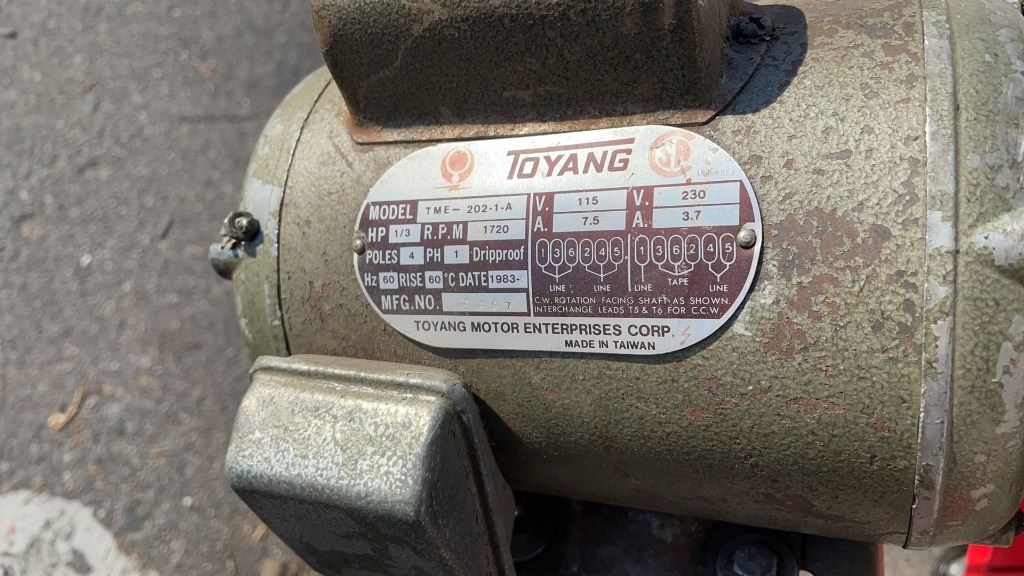 TOYANG
MODEL TME-202-1-A
HP 1/3 R.P.M 1720
POLES 4 PH 1 Dripproof
Hz 60 RISE 60 °C DATE 1983-
MFG.NO.
V. 115 V. 230
A. 7.5 A. 3.7
1 3 6 2 4 5 1 3 6 2 4 5
LINE LINE LINE TAPE LINE
C.W. ROTATION FACING SHAFT AS SHOWN.
INTERCHANGE LEADS T5 & T6 FOR C.C.W.
TOYANG MOTOR ENTERPRISES CORP.
MADE IN TAIWAN